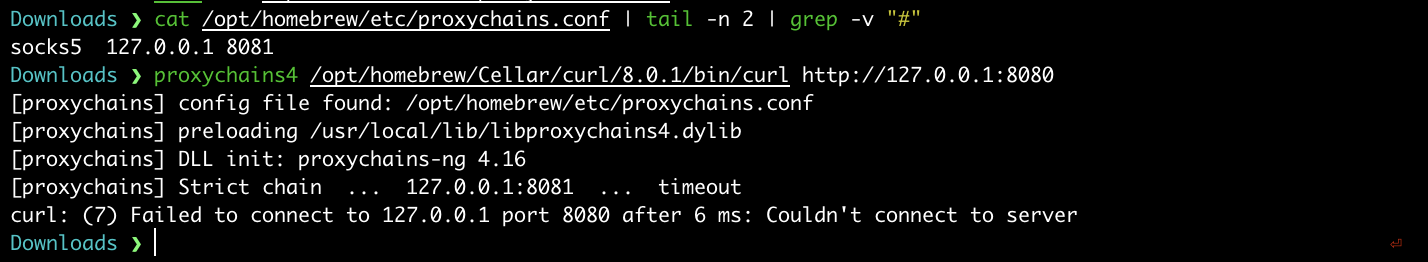 Downloads ❯ cat /opt/homebrew/etc/proxychains.conf | tail -n 2 | grep -v "#"
socks5  127.0.0.1 8081
Downloads ❯ proxychains4 /opt/homebrew/Cellar/curl/8.0.1/bin/curl http://127.0.0.1:8080
[proxychains] config file found: /opt/homebrew/etc/proxychains.conf
[proxychains] preloading /usr/local/lib/libproxychains4.dylib
[proxychains] DLL init: proxychains-ng 4.16
[proxychains] Strict chain  ...  127.0.0.1:8081  ...  timeout
curl: (7) Failed to connect to 127.0.0.1 port 8080 after 6 ms: Couldn't connect to server
Downloads ❯